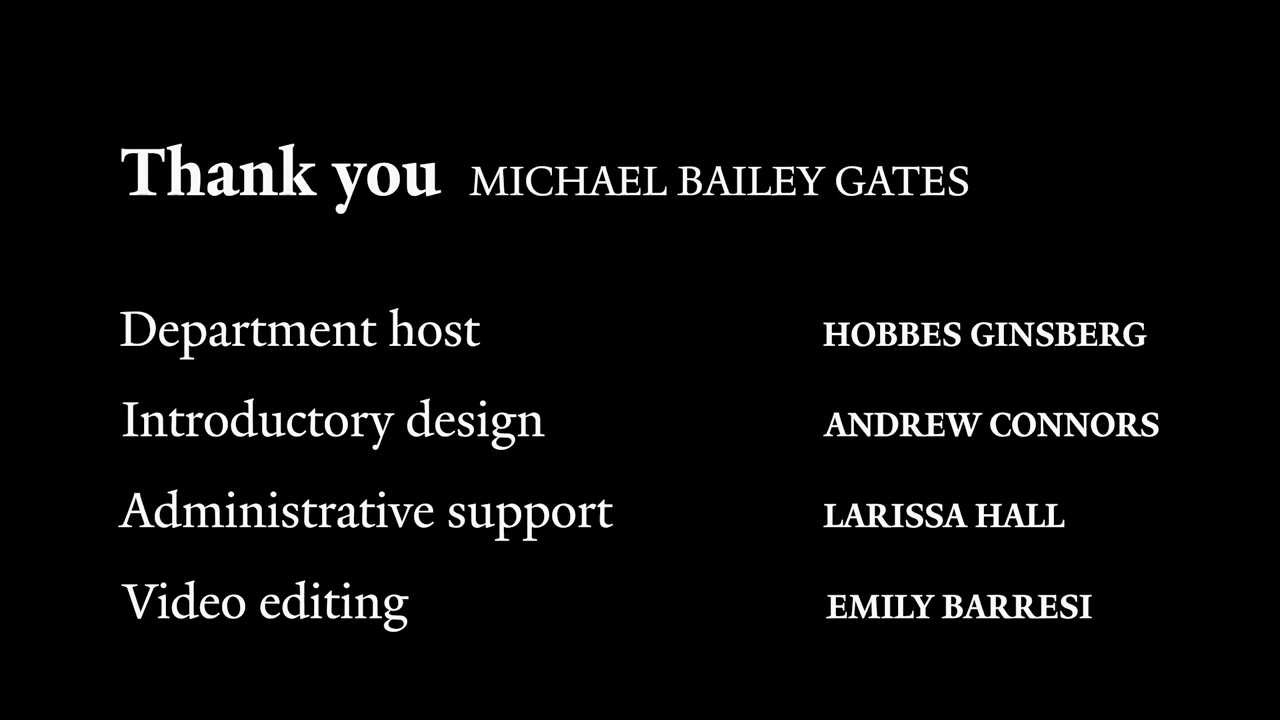 Thank you MICHAEL BAILEY GATES
Department host HOBBES GINSBERG
Introductory design ANDREW CONNORS
Administrative support LARISSA HALL
Video editing EMILY BARRESI